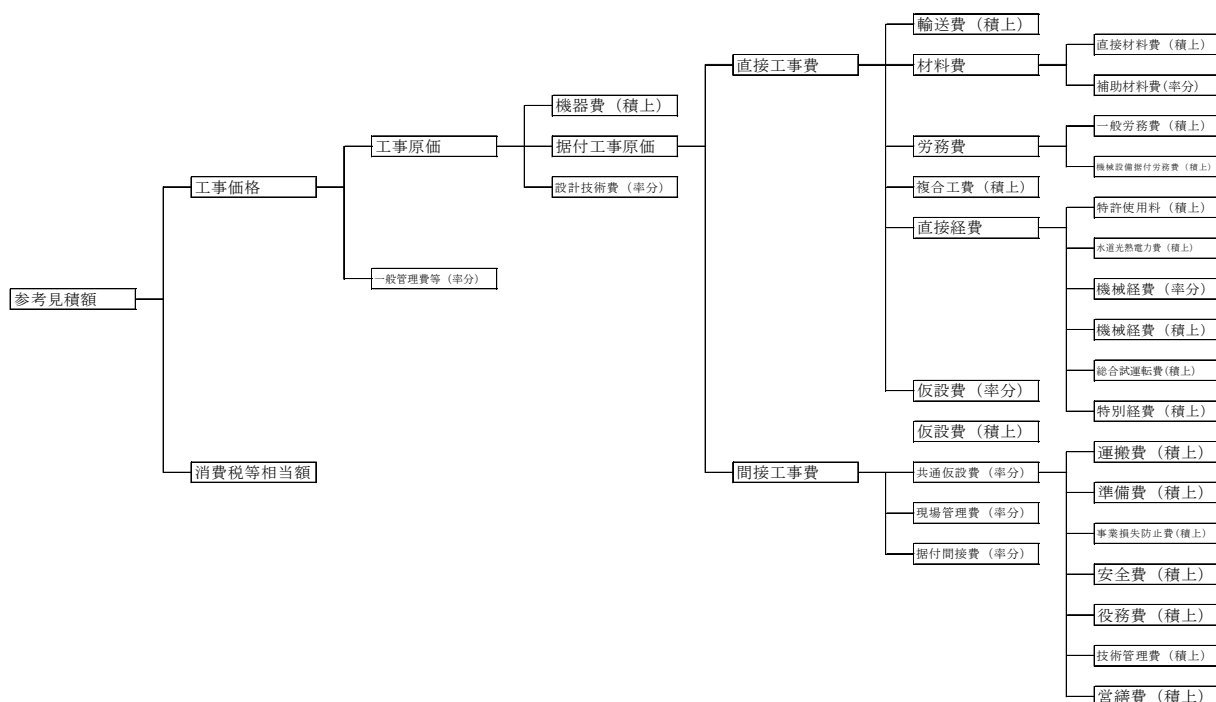 参考見積額
工事価格
消費税等相当額
工事原価
一般管理費等（率分）
機器費（積上）
据付工事原価
設計技術費（率分）
直接工事費
間接工事費
輸送費（積上）
材料費
労務費
複合工費（積上）
直接経費
仮設費（率分）
仮設費（積上）
共通仮設費（率分）
現場管理費（率分）
据付間接費（率分）
直接材料費（積上）
補助材料費(率分）
一般労務費（積上）
機械設備据付労務費（積上）
特許使用料（積上）
水道光熱電力費（積上）
機械経費（率分）
機械経費（積上）
総合試運転費(積上）
特別経費（積上）
運搬費（積上）
準備費（積上）
事業損失防止費(積上）
安全費（積上）
役務費（積上）
技術管理費（積上）
営繕費（積上）